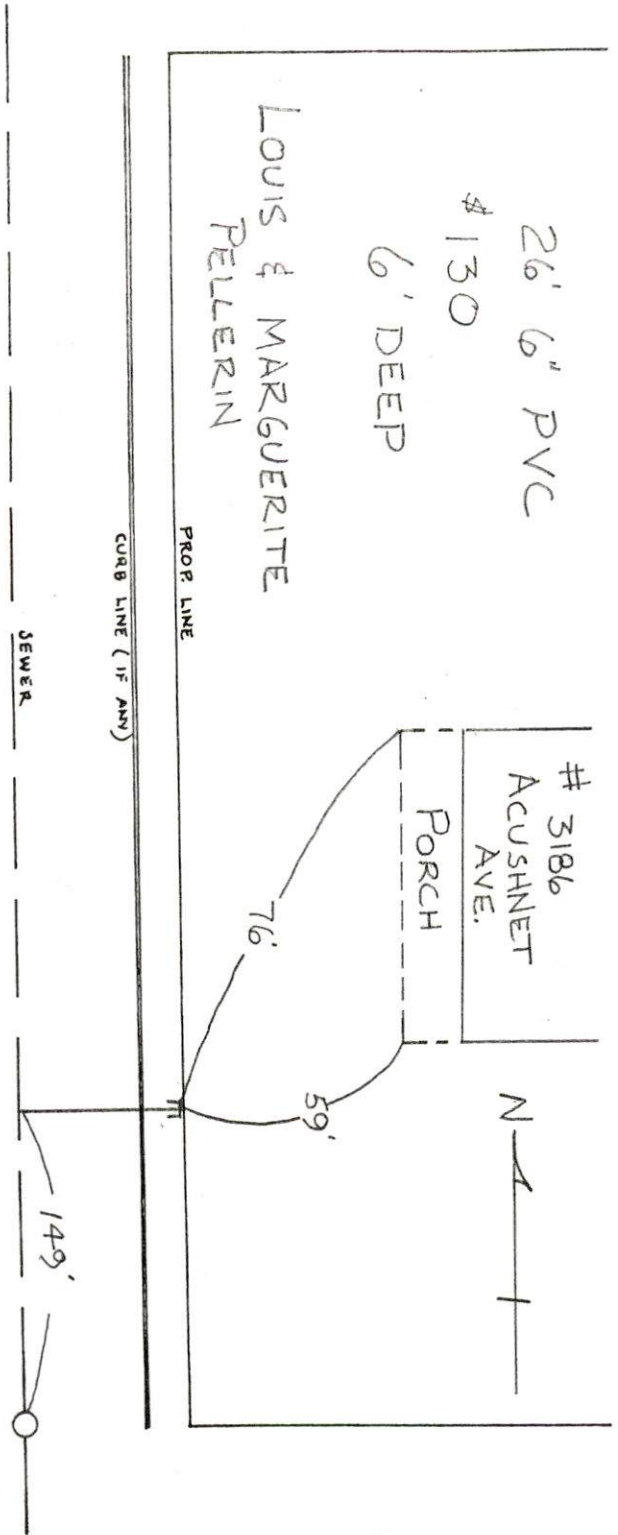 26' 6" PVC
$130
6' DEEP
LOUIS & MARGUERITE
PELLERIN
# 3186
ACUSHNET
AVE.
PORCH
N
76'
59'
PROP. LINE
CURB LINE (IF ANY)
SEWER
149'